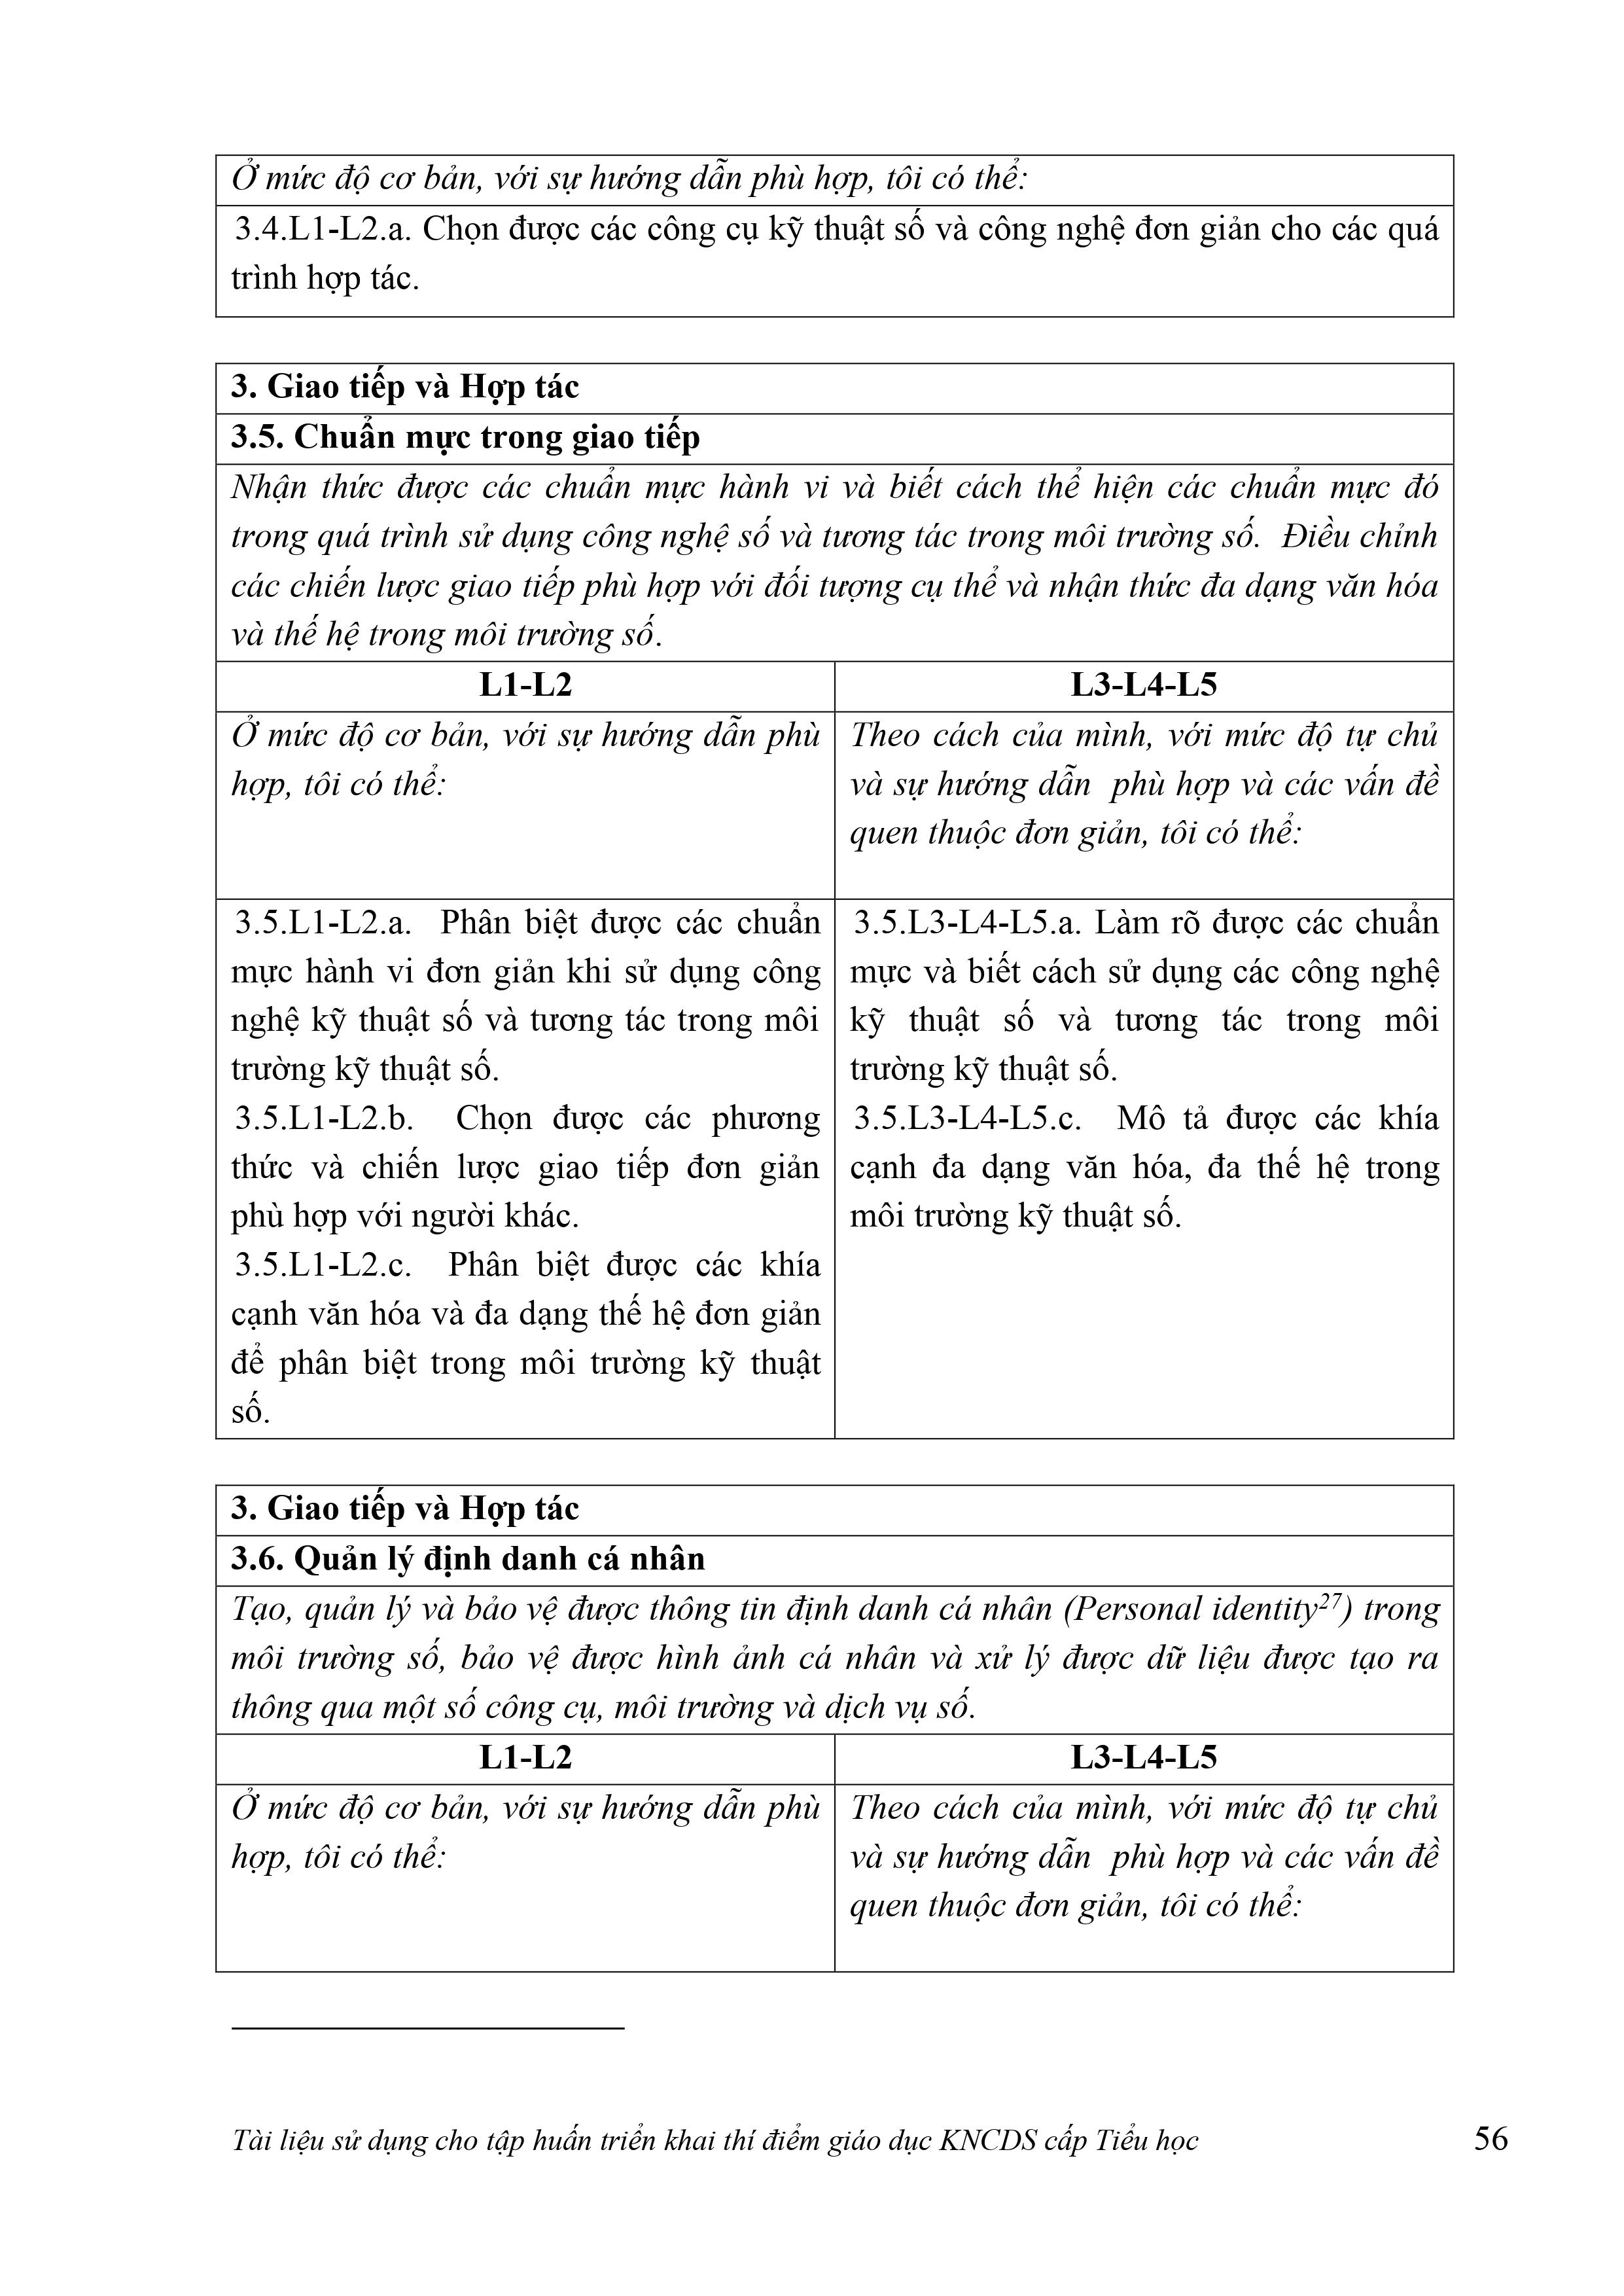 Ở mức độ cơ bản, với sự hướng dẫn phù hợp, tôi có thể:
3.4.L1-L2.a. Chọn được các công cụ kỹ thuật số và công nghệ đơn giản cho các quá
trình hợp tác.
3. Giao tiếp và Hợp tác
3.5. Chuẩn mực trong giao tiếp
Nhận thức được các chuẩn mực hành vi và biết cách thể hiện các chuẩn mực đó
trong quá trình sử dụng công nghệ số và tương tác trong môi trường số. Điều chỉnh
các chiến lược giao tiếp phù hợp với đối tượng cụ thể và nhận thức đa dạng văn hóa
và thế hệ trong môi trường số.
L1-L2
Ở mức độ cơ bản, với sự hướng dẫn phù
hợp, tôi có thể:
L3-L4-L5
Theo cách của mình, với mức độ tự chủ
và sự hướng dẫn phù hợp và các vấn đề
quen thuộc đơn giản, tôi có thể:
3.5.L1-L2.a. Phân biệt được các chuẩn
mực hành vi đơn giản khi sử dụng công
nghệ kỹ thuật số và tương tác trong môi
trường kỹ thuật số.
3.5.L1-L2.b. Chọn được các phương
thức và chiến lược giao tiếp đơn giản
phù hợp với người khác.
3.5.L1-L2.c. Phân biệt được các khía
cạnh văn hóa và đa dạng thế hệ đơn giản
để phân biệt trong môi trường kỹ thuật
số.
3.5.L3-L4-L5.a. Làm rõ được các chuẩn
mực và biết cách sử dụng các công nghệ
kỹ thuật số và tương tác trong môi
trường kỹ thuật số.
3.5.L3-L4-L5.c. Mô tả được các khía
cạnh đa dạng văn hóa, đa thế hệ trong
môi trường kỹ thuật số.
3. Giao tiếp và Hợp tác
3.6. Quản lý định danh cá nhân
Tạo, quản lý và bảo vệ được thông tin định danh cá nhân (Personal identity27) trong
môi trường số, bảo vệ được hình ảnh cá nhân và xử lý được dữ liệu được tạo ra
thông qua một số công cụ, môi trường và dịch vụ số.
L1-L2
Ở mức độ cơ bản, với sự hướng dẫn phù
hợp, tôi có thể:
L3-L4-L5
Theo cách của mình, với mức độ tự chủ
và sự hướng dẫn phù hợp và các vấn đề
quen thuộc đơn giản, tôi có thể:
Tài liệu sử dụng cho tập huấn triển khai thí điểm giáo dục KNCDS cấp Tiểu học
56